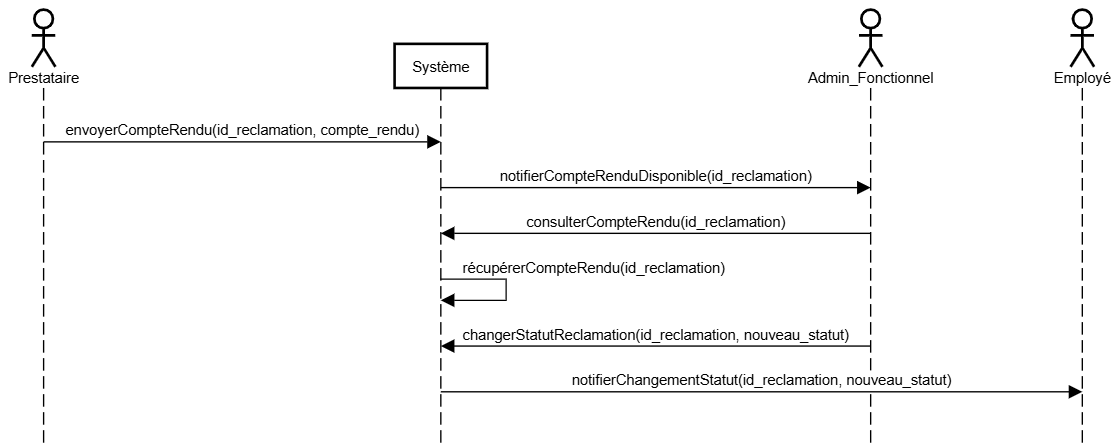 Prestataire
Système
Admin_Fonctionnel
Employé
envoyerCompteRendu(id_reclamation, compte_rendu)
notifierCompteRenduDisponible(id_reclamation)
consulterCompteRendu(id_reclamation)
récupérerCompteRendu(id_reclamation)
changerStatutReclamation(id_reclamation, nouveau_statut)
notifierChangementStatut(id_reclamation, nouveau_statut)